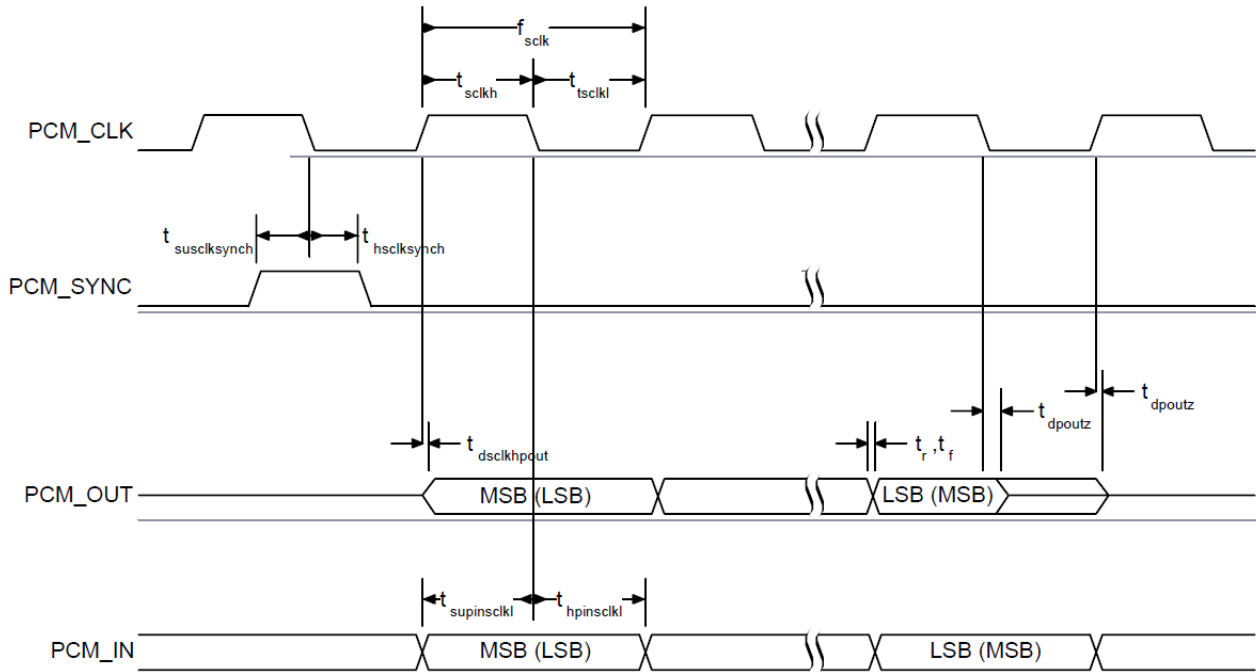 f sclk
t sclkh t tsclkl
PCM_CLK
t susclksynch t hsclksynch
PCM_SYNC
t dpoutz
t dpoutz
t dsclkhpout t r ,t f
PCM_OUT MSB (LSB) LSB (MSB)
t supinsclkl t hpinsclkl
PCM_IN MSB (LSB) LSB (MSB)